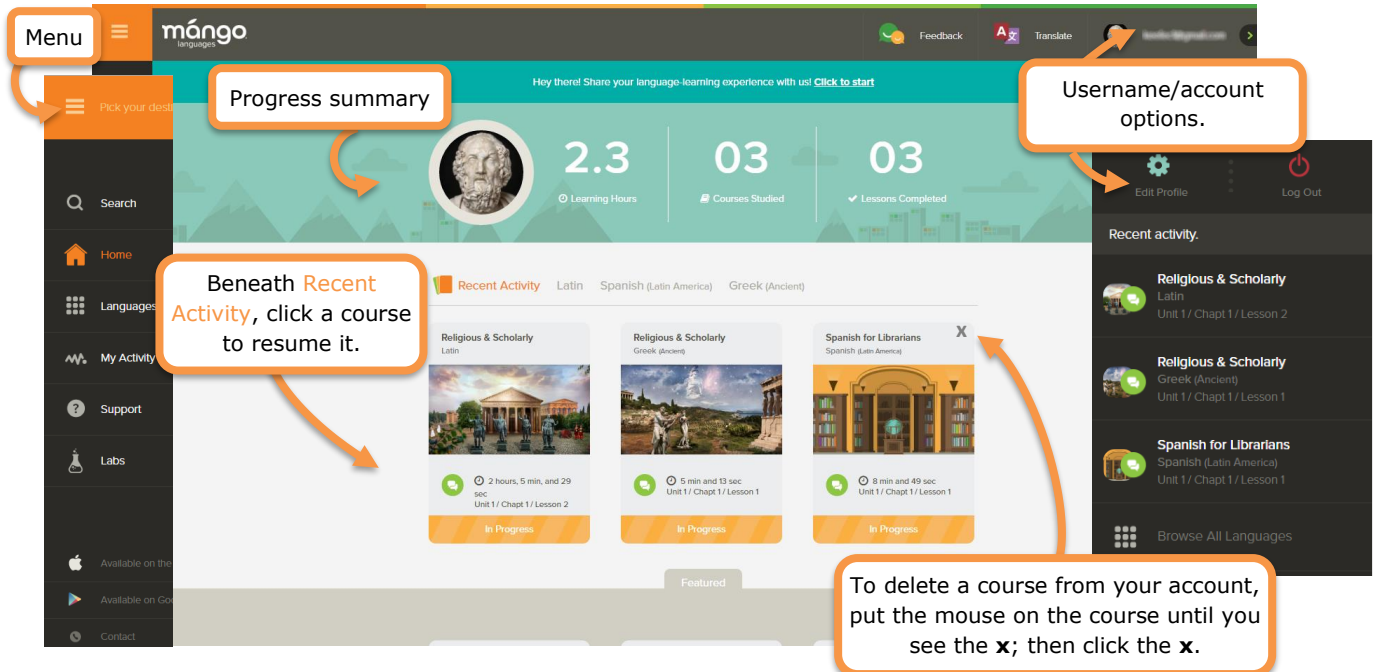 Menu
mango
languages
Feedback
Translate
Hey there! Share your language-learning experience with us! Click to start
Username/account
options.
Pick your
Progress summary
2.3
Learning Hours
03
Courses Studied
03
Lessons Completed
Edit Profile
Log Out
Search
Home
Languages
My Activity
Support
Labs
Available on the
Available on
Contact
Beneath Recent
Activity, click a course
to resume it.
Recent Activity Latin Spanish (Latin America) Greek (Ancient)
Religious & Scholarly
Latin
2 hours, 5 min, and 29
sec
Unit 1 / Chapt 1 / Lesson 2
In Progress
Religious & Scholarly
Greek (Ancient)
5 min and 13 sec
Unit 1 / Chapt 1 / Lesson 1
In Progress
Spanish for Librarians
Spanish (Latin America)
X
8 min and 49 sec
Unit 1 / Chapt 1 / Lesson 1
In Progress
Featured
Recent activity.
Religious & Scholarly
Latin
Unit 1 / Chapt 1 / Lesson 2
Religious & Scholarly
Greek (Ancient)
Unit 1 / Chapt 1 / Lesson 1
Spanish for Librarians
Spanish (Latin America)
Unit 1 / Chapt 1 / Lesson 1
Browse All Languages
To delete a course from your account,
put the mouse on the course until you
see the x; then click the x.